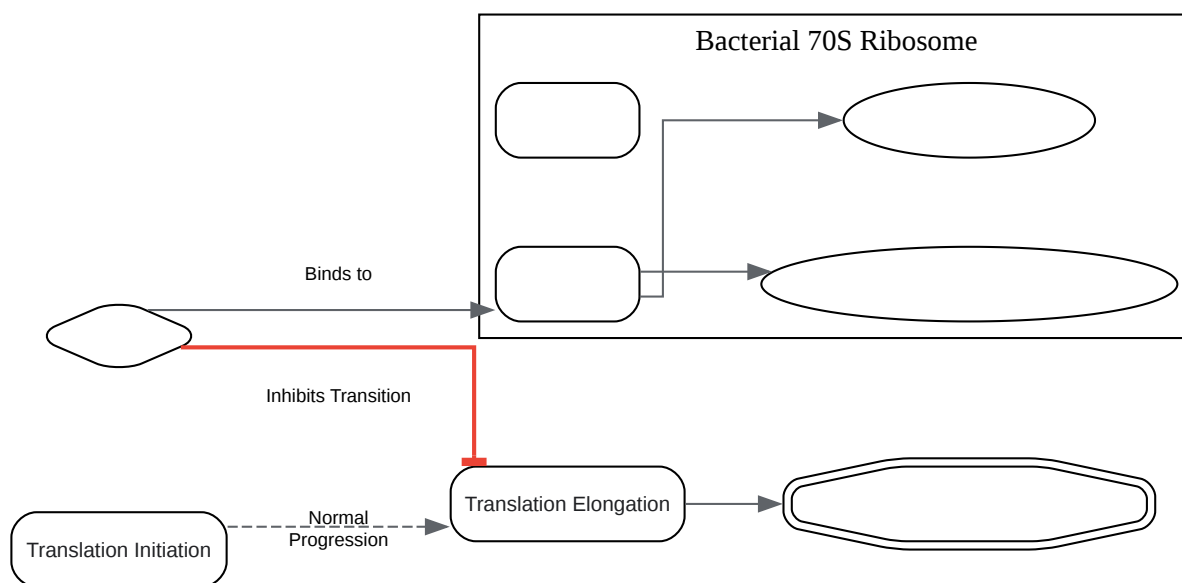 Bacterial 70S Ribosome
Binds to
Inhibits Transition
Translation Elongation
Normal
Progression
Translation Initiation